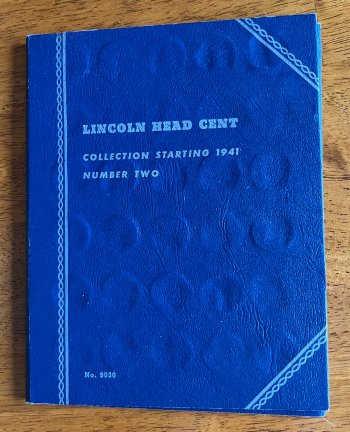 LINCOLN HEAD CENT
COLLECTION STARTING 1941
NUMBER TWO
No. 9030